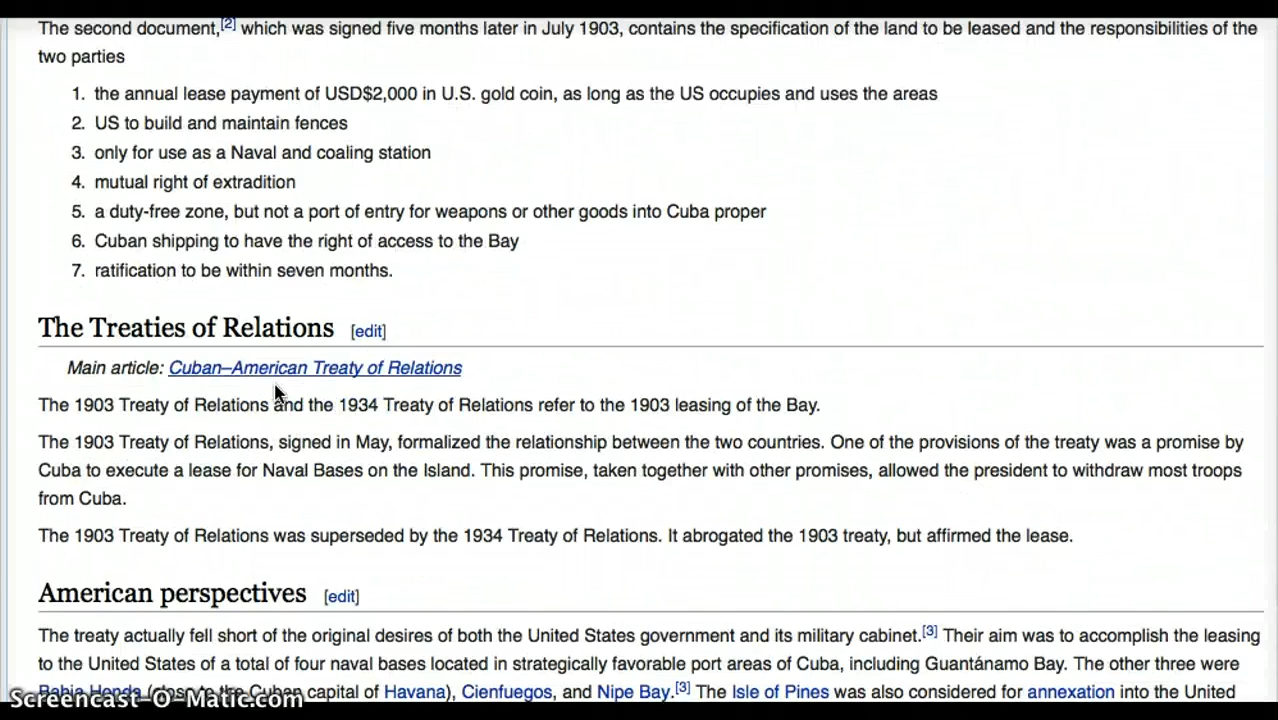 The second document,[2] which was signed five months later in July 1903, contains the specification of the land to be leased and the responsibilities of the
two parties
1. the annual lease payment of USD$2,000 in U.S. gold coin, as long as the US occupies and uses the areas
2. US to build and maintain fences
3. only for use as a Naval and coaling station
4. mutual right of extradition
5. a duty-free zone, but not a port of entry for weapons or other goods into Cuba proper
6. Cuban shipping to have the right of access to the Bay
7. ratification to be within seven months.
The Treaties of Relations [edit]
Main article: Cuban–American Treaty of Relations
The 1903 Treaty of Relations and the 1934 Treaty of Relations refer to the 1903 leasing of the Bay.
The 1903 Treaty of Relations, signed in May, formalized the relationship between the two countries. One of the provisions of the treaty was a promise by
Cuba to execute a lease for Naval Bases on the Island. This promise, taken together with other promises, allowed the president to withdraw most troops
from Cuba.
The 1903 Treaty of Relations was superseded by the 1934 Treaty of Relations. It abrogated the 1903 treaty, but affirmed the lease.
American perspectives [edit]
The treaty actually fell short of the original desires of both the United States government and its military cabinet.[3] Their aim was to accomplish the leasing
to the United States of a total of four naval bases located in strategically favorable port areas of Cuba, including Guantánamo Bay. The other three were
Bahia Honda (close to the Cuban capital of Havana), Cienfuegos, and Nipe Bay.[3] The Isle of Pines was also considered for annexation into the United
Screencast-O-Matic.com